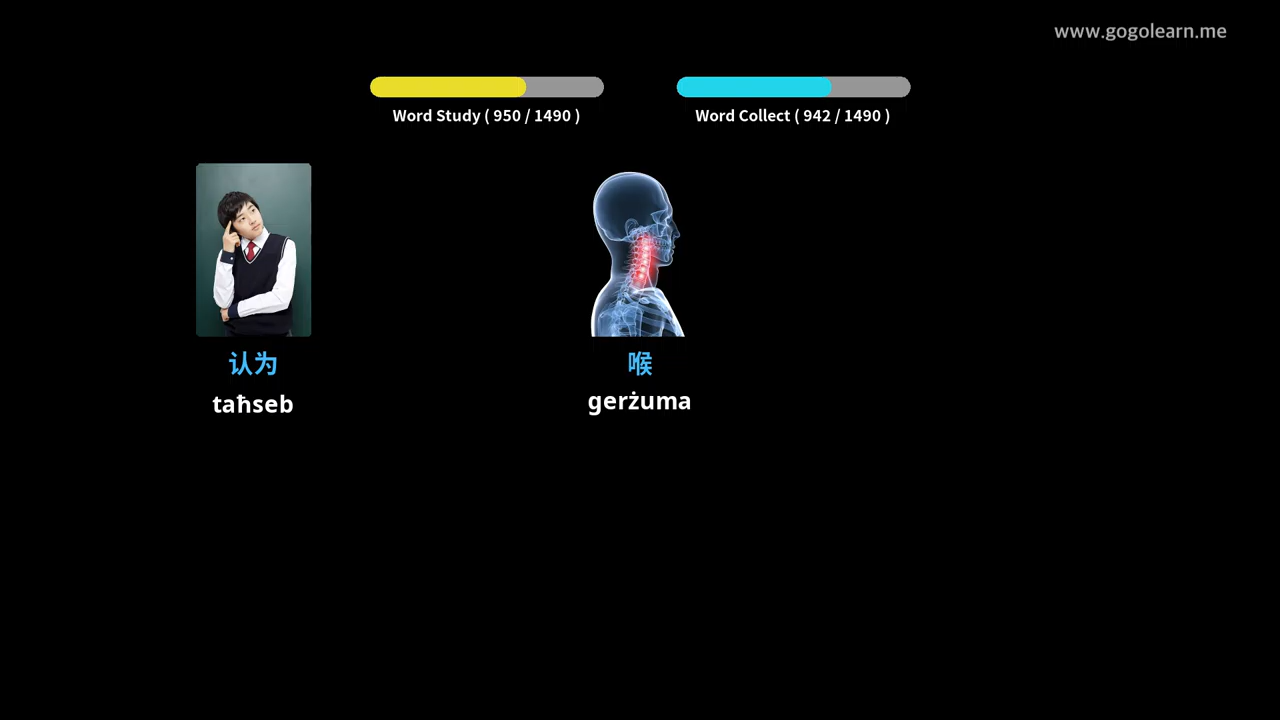 www.gogolearn.me
Word Study ( 950 / 1490 )
Word Collect ( 942 / 1490 )
认为
taħseb
喉
gerżuma